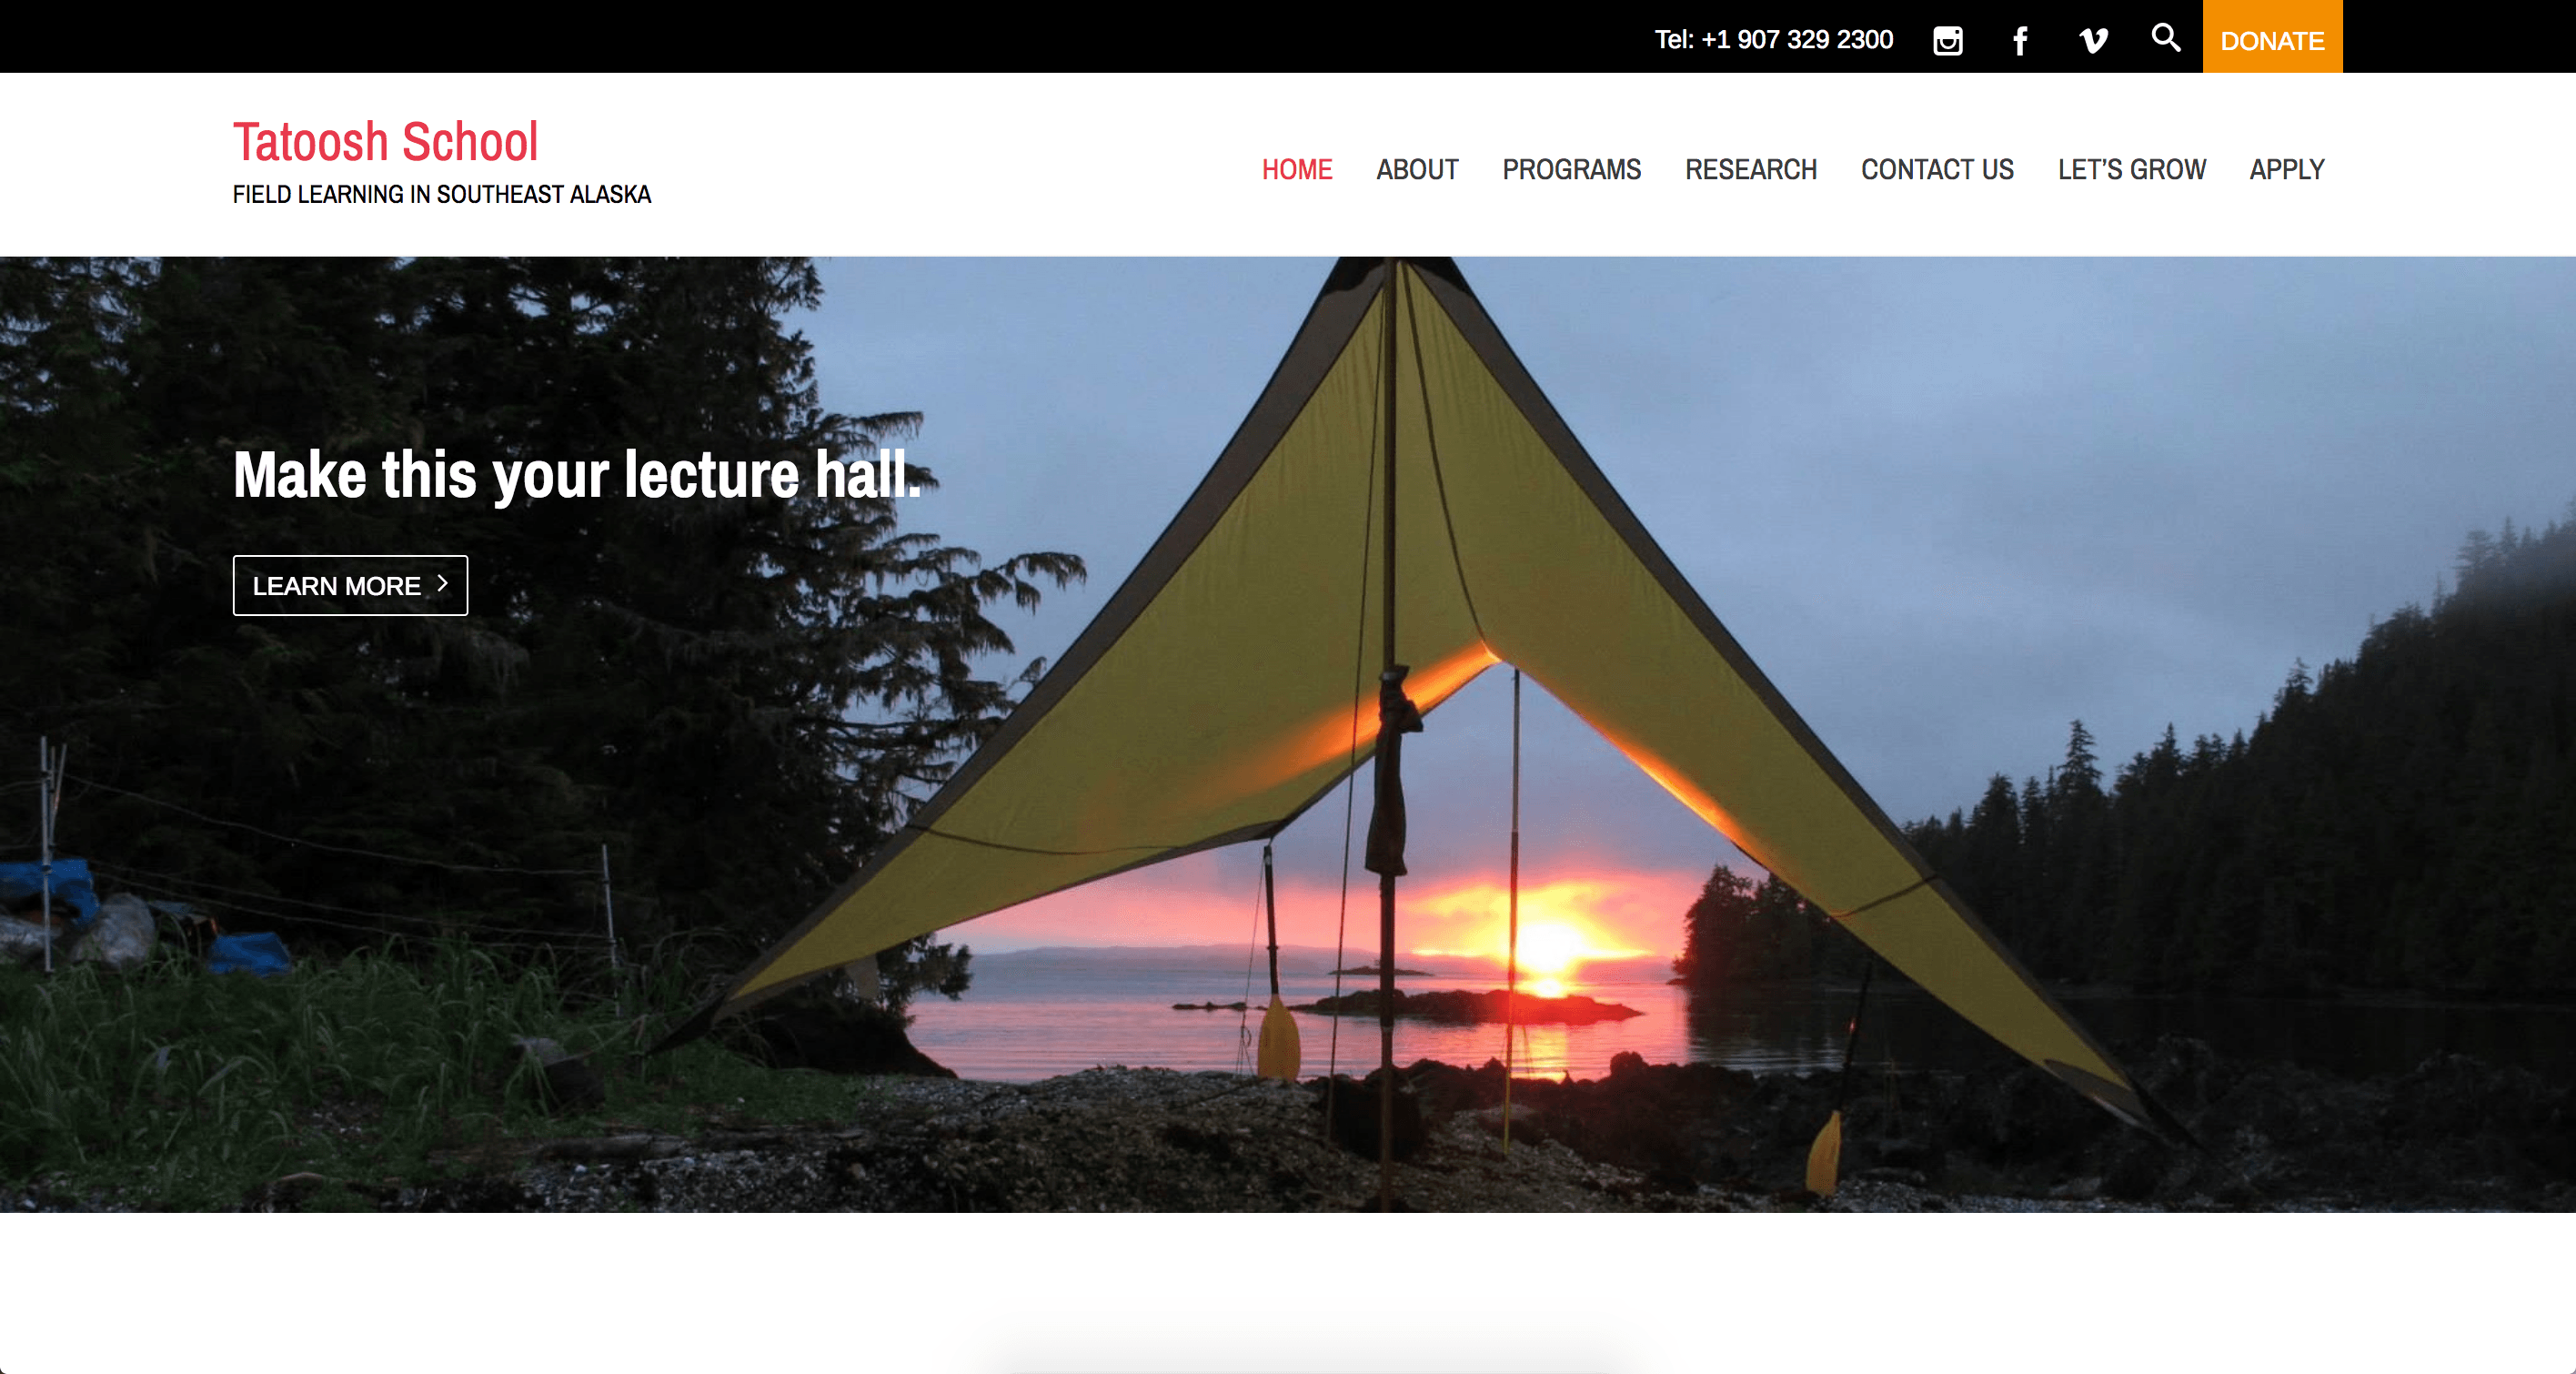 Tel: +1 907 329 2300
DONATE
Tatoosh School
FIELD LEARNING IN SOUTHEAST ALASKA
HOME ABOUT PROGRAMS RESEARCH CONTACT US LET’S GROW APPLY
Make this your lecture hall.
LEARN MORE